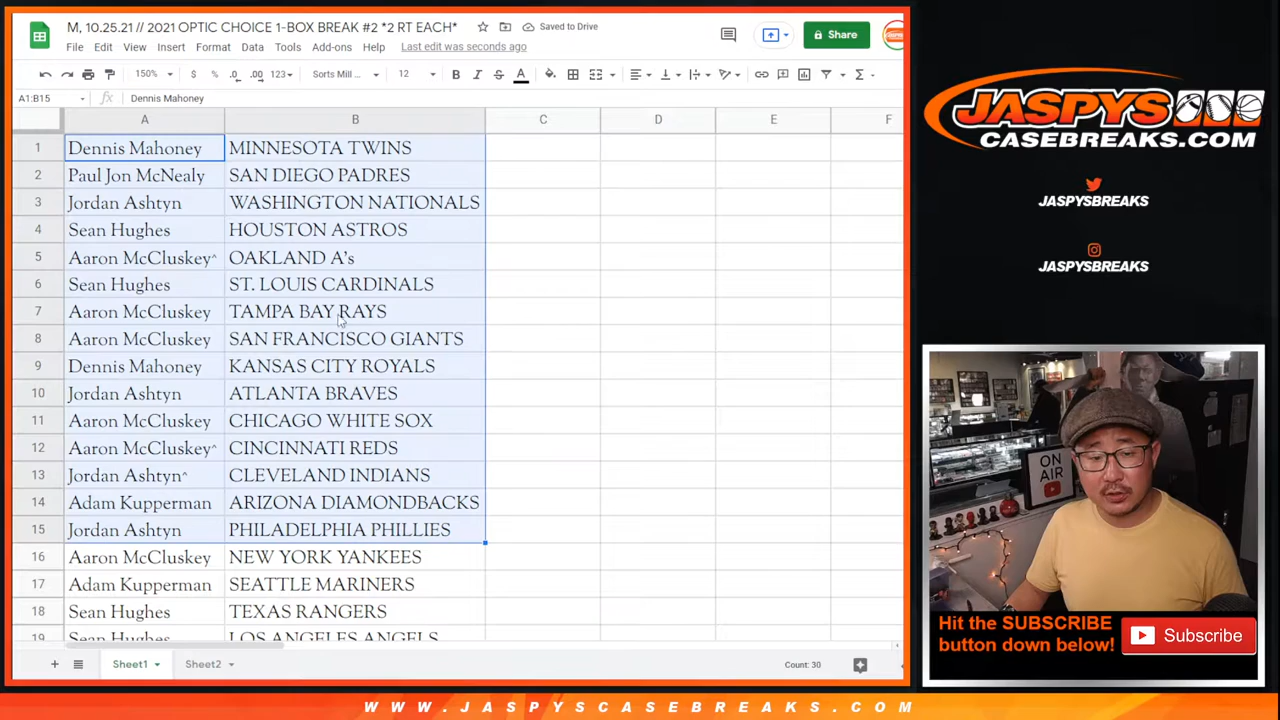 M, 10.25.21 // 2021 OPTIC CHOICE 1-BOX BREAK #2 *2 RT EACH*
Saved to Drive
File Edit View Insert Format Data Tools Add-ons Help Last edit was seconds ago
Share
150% $ % .0 .00 123 Sorts Mill ... 12 B I S A
A1:B15 fx Dennis Mahoney
A B C D E F
1 Dennis Mahoney MINNESOTA TWINS
2 Paul Jon McNealy SAN DIEGO PADRES
3 Jordan Ashtyn WASHINGTON NATIONALS
4 Sean Hughes HOUSTON ASTROS
5 Aaron McCluskey^ OAKLAND A's
6 Sean Hughes ST. LOUIS CARDINALS
7 Aaron McCluskey TAMPA BAY RAYS
8 Aaron McCluskey SAN FRANCISCO GIANTS
9 Dennis Mahoney KANSAS CITY ROYALS
10 Jordan Ashtyn ATLANTA BRAVES
11 Aaron McCluskey CHICAGO WHITE SOX
12 Aaron McCluskey^ CINCINNATI REDS
13 Jordan Ashtyn^ CLEVELAND INDIANS
14 Adam Kupperman ARIZONA DIAMONDBACKS
15 Jordan Ashtyn PHILADELPHIA PHILLIES
16 Aaron McCluskey NEW YORK YANKEES
17 Adam Kupperman SEATTLE MARINERS
18 Sean Hughes TEXAS RANGERS
19 Sean Hughes LOS ANGELES ANGELS
+ Sheet1 Sheet2 Count: 30
JASPYS
CASEBREAKS.COM
JASPYSBREAKS
JASPYSBREAKS
ON
AIR
Hit the SUBSCRIBE
button down below!
Subscribe
WWW.JASPYSCASEBREAKS.COM